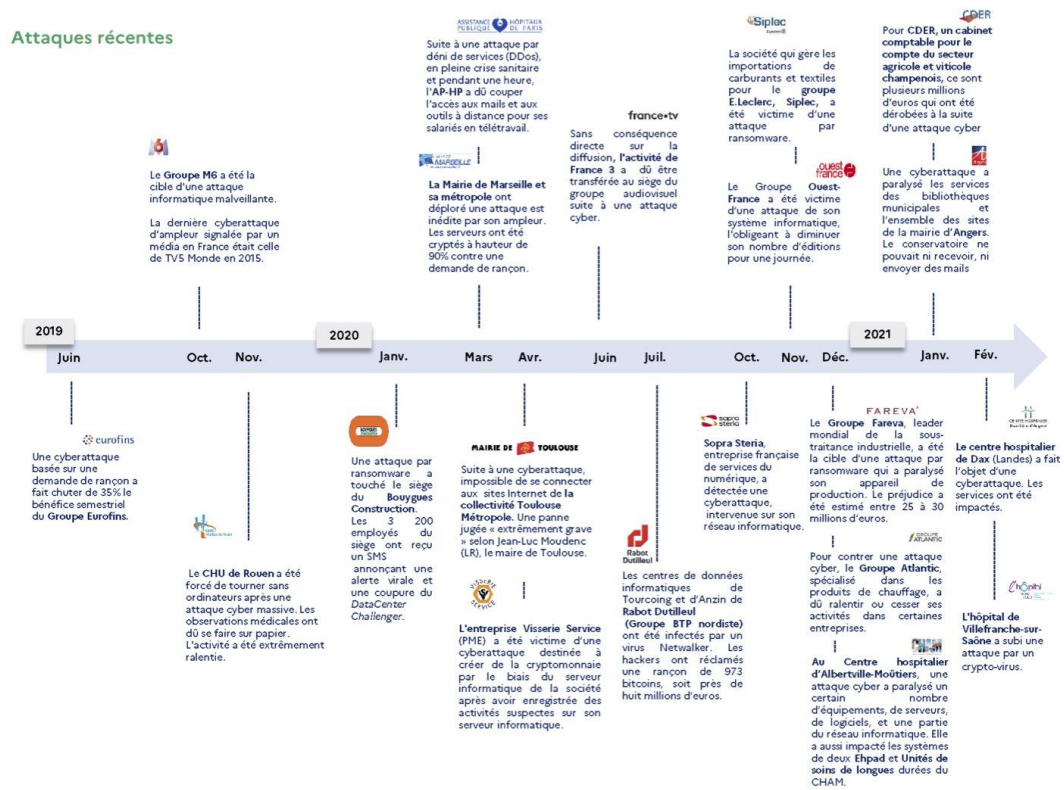 Attaques récentes
ASSISTANCE PUBLIQUE HÔPITAUX DE PARIS
Suite à une attaque par
déni de services (DDos),
en pleine crise sanitaire
et pendant une heure,
l'AP-HP a dû couper
l'accès aux mails et aux
outils à distance pour ses
salariés en télétravail.
MARSEILLE
La Mairie de Marseille et
sa métropole ont
déploré une attaque est
inédite par son ampleur.
Les serveurs ont été
cryptés à hauteur de
90% contre une
demande de rançon.
M6
Le Groupe M6 a été la
cible d'une attaque
informatique malveillante.
La dernière cyberattaque
d'ampleur signalée par un
média en France était celle
de TV5 Monde en 2015.
france•tv
Sans conséquence
directe sur la
diffusion, l'activité de
France 3 a dû être
transférée au siège du
groupe audiovisuel
suite à une attaque
cyber.
Siplec
La société qui gère les
importations de
carburants et textiles
pour le groupe
E.Leclerc, Siplec, a
été victime d'une
attaque par
ransomware.
ouest
france
Le Groupe Ouest-
France a été victime
d'une attaque de son
système informatique,
l'obligeant à diminuer
son nombre d'éditions
pour une journée.
CDER
Pour CDER, un cabinet
comptable pour le
compte du secteur
agricole et viticole
champenois, ce sont
plusieurs millions
d'euros qui ont été
dérobées à la suite
d'une attaque cyber
Une cyberattaque a
paralysé les services
des bibliothèques
municipales et
l'ensemble des sites
de la mairie d'Angers.
Le conservatoire ne
pouvait ni recevoir, ni
envoyer des mails
2019
2020
2021
Juin
Oct.
Nov.
Janv.
Mars
Avr.
Juin
Juil.
Oct.
Nov.
Déc.
Janv.
Fév.
eurofins
Une cyberattaque
basée sur une
demande de rançon a
fait chuter de 35% le
bénéfice semestriel
du Groupe Eurofins.
Le CHU de Rouen a été
forcé de tourner sans
ordinateurs après une
attaque cyber massive. Les
observations médicales ont
dû se faire sur papier.
L'activité a été extrêmement
ralentie.
Une attaque par
ransomware a
touché le siège
du Bouygues
Construction.
Les 3 200
employés du
siège ont reçu
un SMS
annonçant une
alerte virale et
une coupure du
DataCenter
Challenger.
MAIRIE DE TOULOUSE
Suite à une cyberattaque,
impossible de se connecter
aux sites Internet de la
collectivité Toulouse
Métropole. Une panne
jugée « extrêmement grave
» selon Jean-Luc Moudenc
(LR), le maire de Toulouse.
VISSERIE SERVICE
L'entreprise Visserie Service
(PME) a été victime d'une
cyberattaque destinée à
créer de la cryptomonnaie
par le biais du serveur
informatique de la société
après avoir enregistrée des
activités suspectes sur son
serveur informatique.
Rabot
Dutilleul
Les centres de données
informatiques de
Tourcoing et d'Anzin de
Rabot Dutilleul
(Groupe BTP nordiste)
ont été infectés par un
virus Netwalker. Les
hackers ont réclamés
une rançon de 973
bitcoins, soit près de
huit millions d'euros.
sopra
steria
Sopra Steria,
entreprise française
de services du
numérique, a
détectée une
cyberattaque,
intervenue sur son
réseau informatique.
FAREVA
Le Groupe Fareva, leader
mondial de la sous-
traitance industrielle, a été
la cible d'une attaque par
ransomware qui a paralysé
son appareil de
production. Le préjudice a
été estimé entre 25 à 30
millions d'euros.
GROUPE
ATLANTIC
Pour contrer une attaque
cyber, le Groupe Atlantic,
spécialisé dans les
produits de chauffage, a
dû ralentir ou cesser ses
activités dans certaines
entreprises.
Au Centre hospitalier
d'Albertville-Moûtiers, une
attaque cyber a paralysé un
certain nombre
d'équipements, de serveurs,
de logiciels, et une partie
du réseau informatique. Elle
a aussi impacté les systèmes
de deux Ehpad et Unités de
soins de longues durées du
CHAM.
Le centre hospitalier
de Dax (Landes) a fait
l'objet d'une
cyberattaque. Les
services ont été
impactés.
l'hôpital
L'hôpital de
Villefranche-sur-
Saône a subi une
attaque par un
crypto-virus.